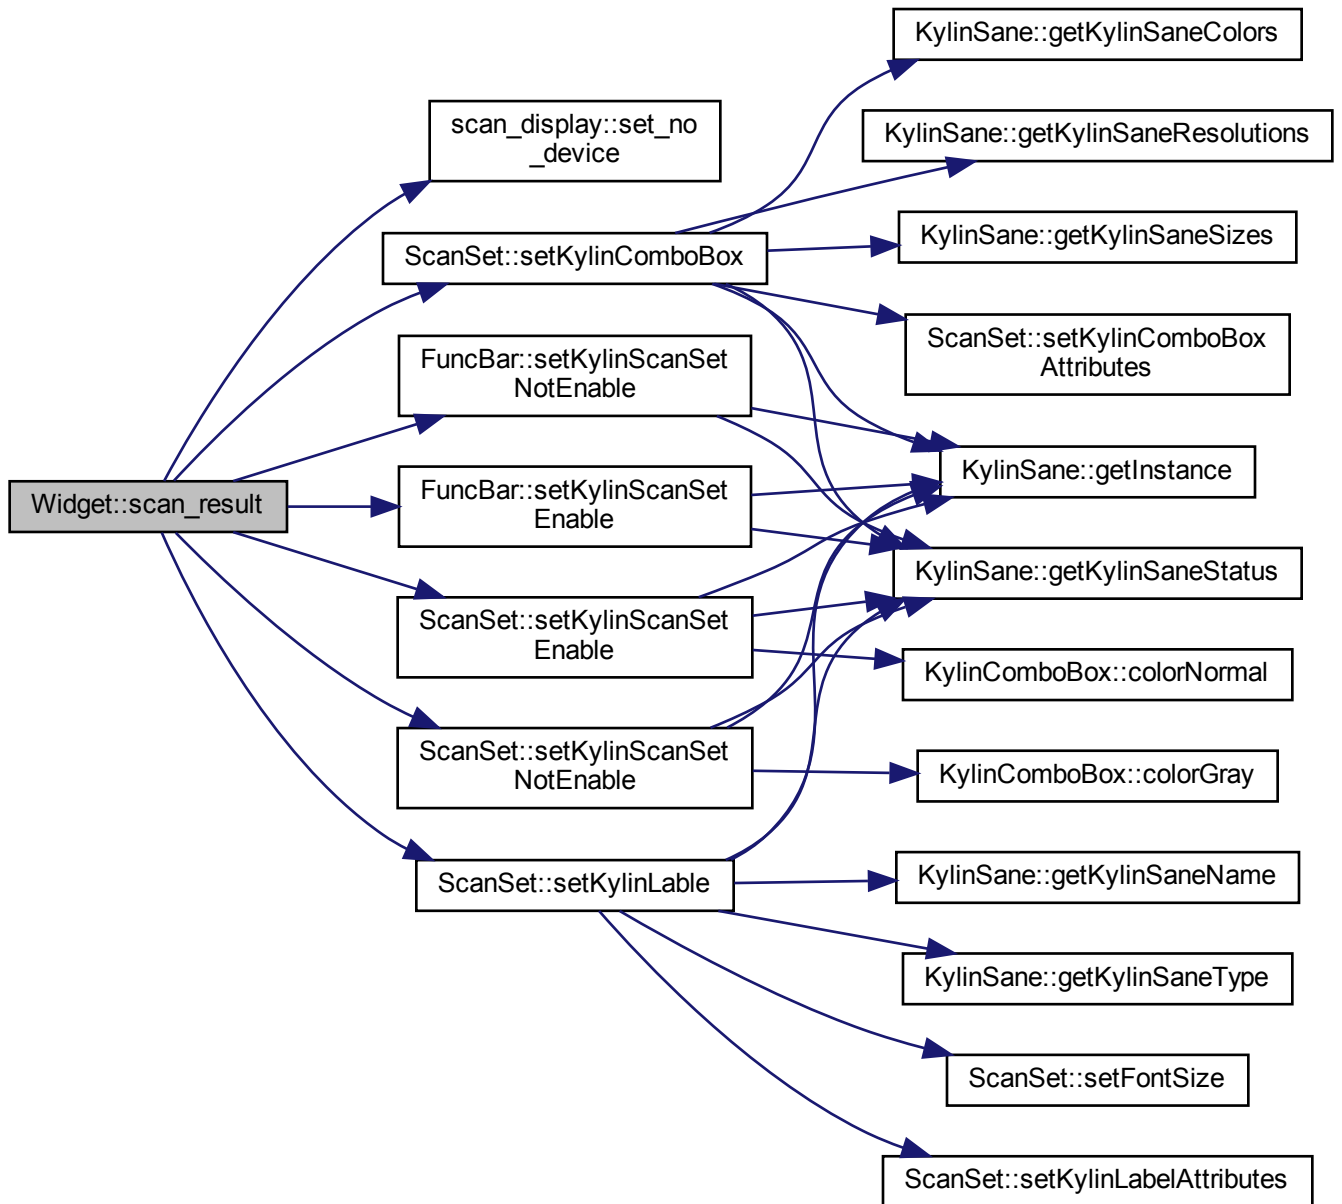 Widget::scan_result
scan_display::set_no
_device
ScanSet::setKylinComboBox
FuncBar::setKylinScanSet
NotEnable
FuncBar::setKylinScanSet
Enable
ScanSet::setKylinScanSet
Enable
ScanSet::setKylinScanSet
NotEnable
ScanSet::setKylinLable
KylinSane::getKylinSaneColors
KylinSane::getKylinSaneResolutions
KylinSane::getKylinSaneSizes
ScanSet::setKylinComboBox
Attributes
KylinSane::getInstance
KylinSane::getKylinSaneStatus
KylinComboBox::colorNormal
KylinComboBox::colorGray
KylinSane::getKylinSaneName
KylinSane::getKylinSaneType
ScanSet::setFontSize
ScanSet::setKylinLabelAttributes